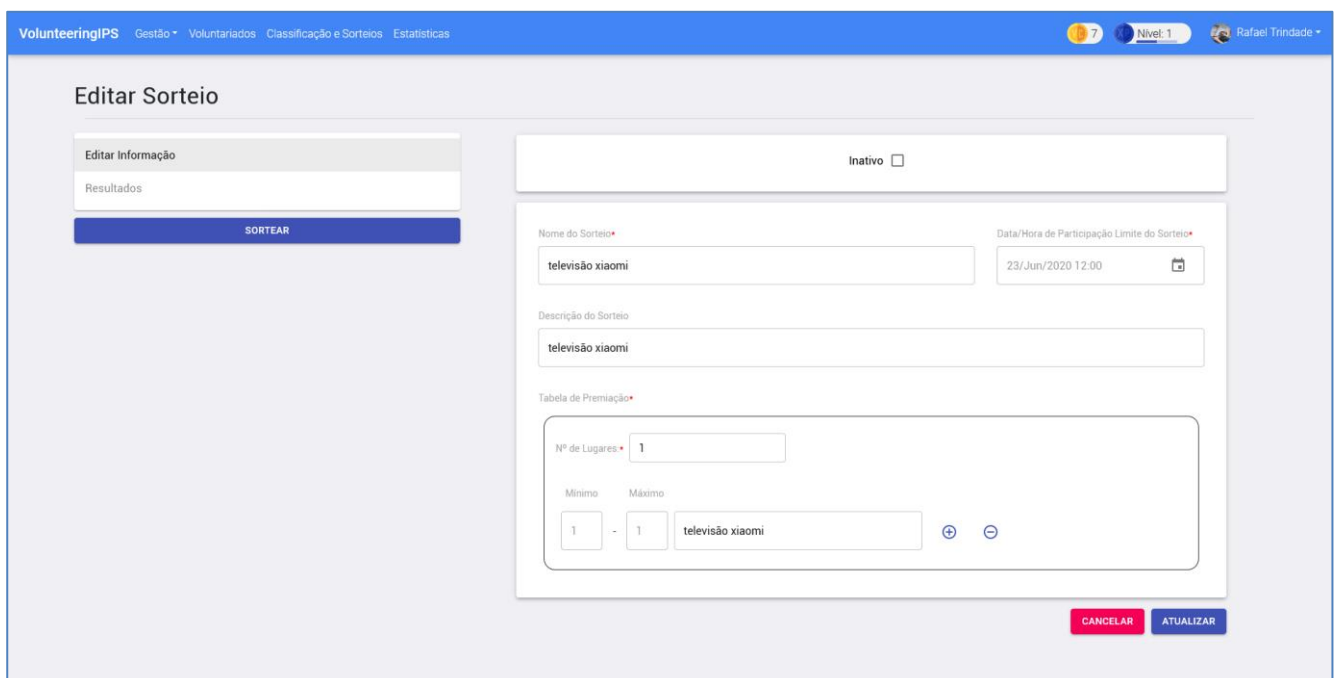 VolunteeringIPS Gestão Voluntariados Classificação e Sorteios Estatísticas 7 Nível: 1 Rafael Trindade
Editar Sorteio
Editar Informação
Resultados
SORTEAR
Inativo
Nome do Sorteio* Data/Hora de Participação Limite do Sorteio*
televisão xiaomi 23/Jun/2020 12:00
Descrição do Sorteio
televisão xiaomi
Tabela de Premiação*
Nº de Lugares:* 1
Mínimo Máximo
1 - 1 televisão xiaomi
CANCELAR ATUALIZAR